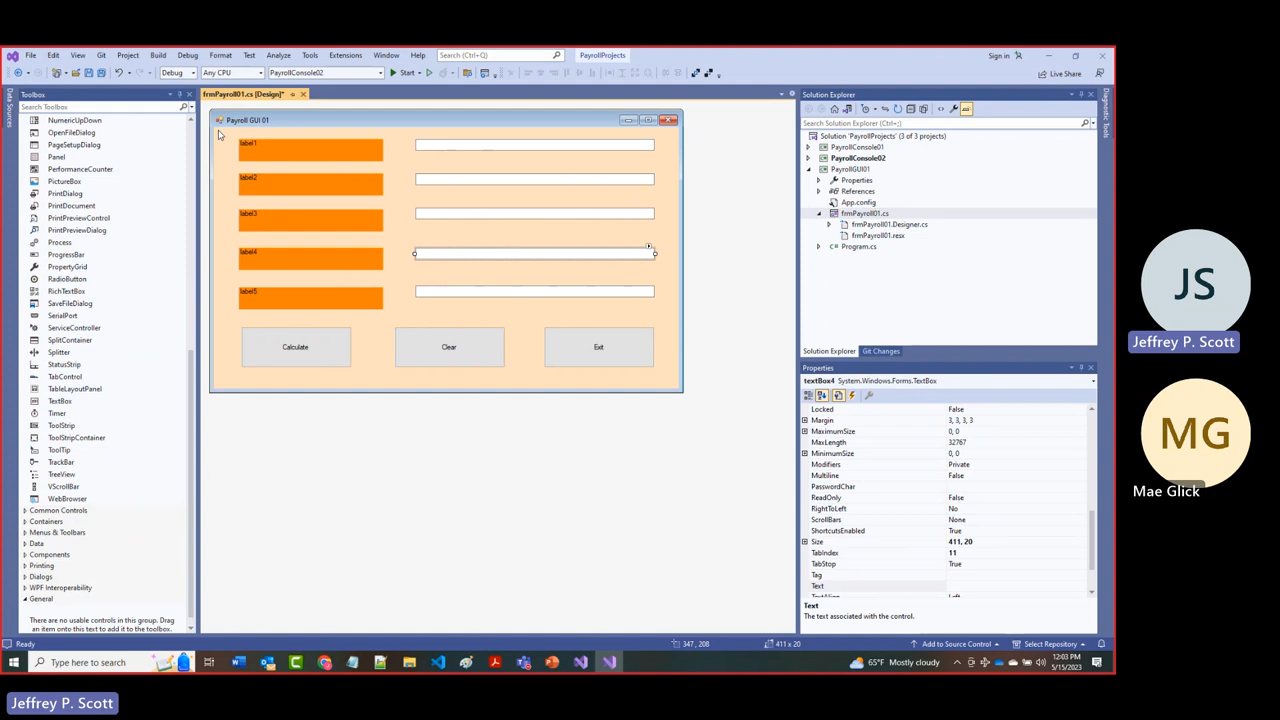 File Edit View Git Project Build Debug Format Test Analyze Tools Extensions Window Help Search (Ctrl+Q) PayrollProjects Sign in
Debug Any CPU PayrollConsole02 Start Live Share
Data Sources
Toolbox
Search Toolbox
NumericUpDown
OpenFileDialog
PageSetupDialog
Panel
PerformanceCounter
PictureBox
PrintDialog
PrintDocument
PrintPreviewControl
PrintPreviewDialog
Process
ProgressBar
PropertyGrid
RadioButton
RichTextBox
SaveFileDialog
SerialPort
ServiceController
SplitContainer
Splitter
StatusStrip
TabControl
TableLayoutPanel
TextBox
Timer
ToolStrip
ToolStripContainer
ToolTip
TrackBar
TreeView
VScrollBar
WebBrowser
Common Controls
Containers
Menus & Toolbars
Data
Components
Printing
Dialogs
WPF Interoperability
General
There are no usable controls in this group. Drag
an item onto this text to add it to the toolbox.
frmPayroll01.cs [Design]*
Payroll GUI 01
label1
label2
label3
label4
label5
Calculate Clear Exit
Solution Explorer
Search Solution Explorer (Ctrl+;)
Solution 'PayrollProjects' (3 of 3 projects)
PayrollConsole01
PayrollConsole02
PayrollGUI01
Properties
References
App.config
frmPayroll01.cs
frmPayroll01.Designer.cs
frmPayroll01.resx
Program.cs
Solution Explorer Git Changes
Properties
textBox4 System.Windows.Forms.TextBox
Locked False
Margin 3, 3, 3, 3
MaximumSize 0, 0
MaxLength 32767
MinimumSize 0, 0
Modifiers Private
Multiline False
PasswordChar
ReadOnly False
RightToLeft No
ScrollBars None
ShortcutsEnabled True
Size 411, 20
TabIndex 11
TabStop True
Tag
Text
TextAlign Left
Text
The text associated with the control.
Diagnostic Tools
Ready 347 , 208 411 x 20 Add to Source Control Select Repository
Type here to search 65°F Mostly cloudy 12:03 PM
5/15/2023
JS
Jeffrey P. Scott
MG
Mae Glick
Jeffrey P. Scott